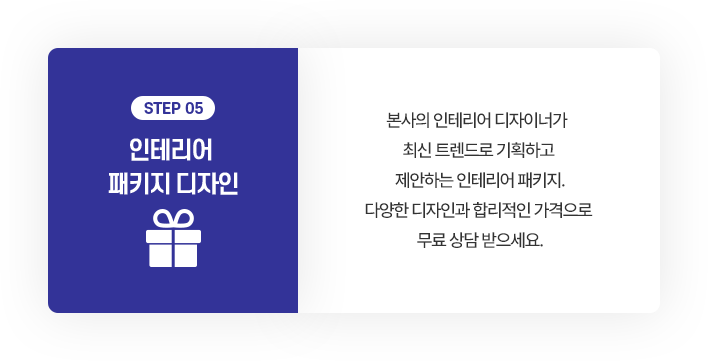 STEP 05
인테리어
패키지 디자인
본사의 인테리어 디자이너가
최신 트렌드로 기획하고
제안하는 인테리어 패키지.
다양한 디자인과 합리적인 가격으로
무료 상담 받으세요.